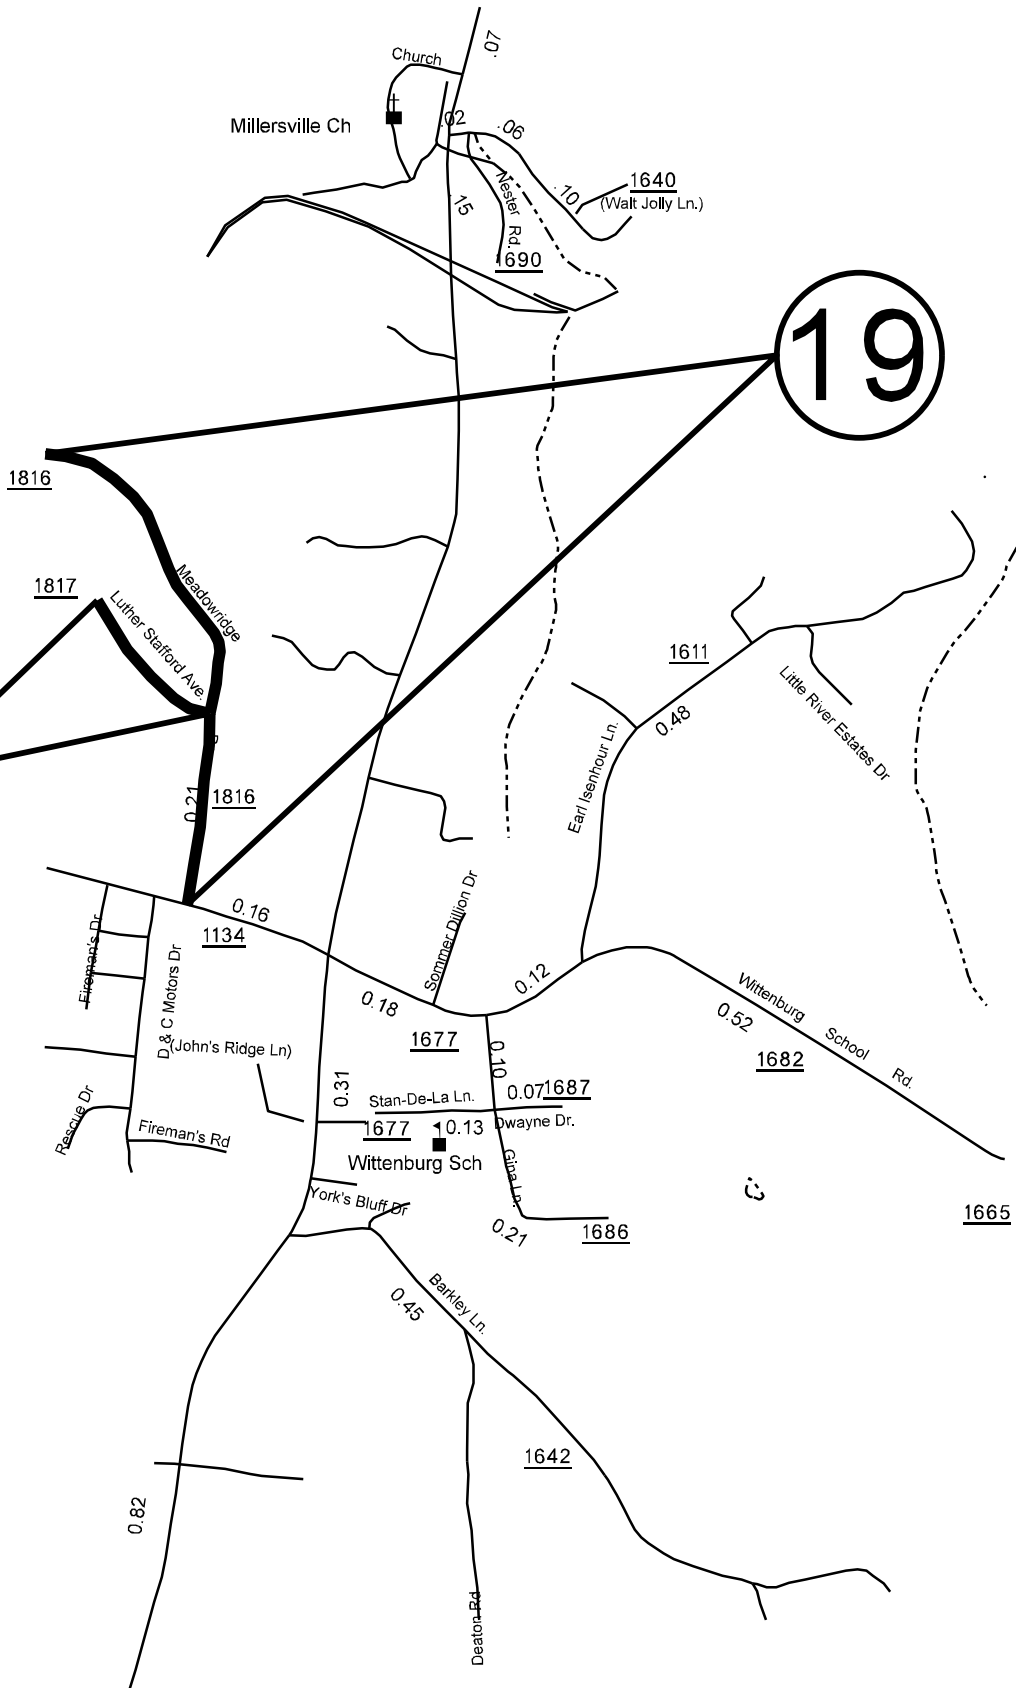 .07
Church
Millersville Ch
.02
.06
.10
1640
(Walt Jolly Ln.)
.15
Nester Rd.
1690
19
1816
1817
Meadowridge
Luther Stafford Ave.
1611
0.48
Little River Estates Dr
Earl Isenhour Ln.
0.21
1816
0.16
1134
Sommer Dillion Dr
Fireman's Dr
D & C Motors Dr
0.18
0.12
Wittenburg School Rd.
0.52
1682
1677
(John's Ridge Ln)
0.10
0.31
Stan-De-La Ln.
0.07
1687
Rescue Dr
Fireman's Rd
1677
0.13
Dwayne Dr.
Wittenburg Sch
Gina Ln.
York's Bluff Dr
0.21
1686
1665
0.45
Barkley Ln.
1642
0.82
Deaton Rd